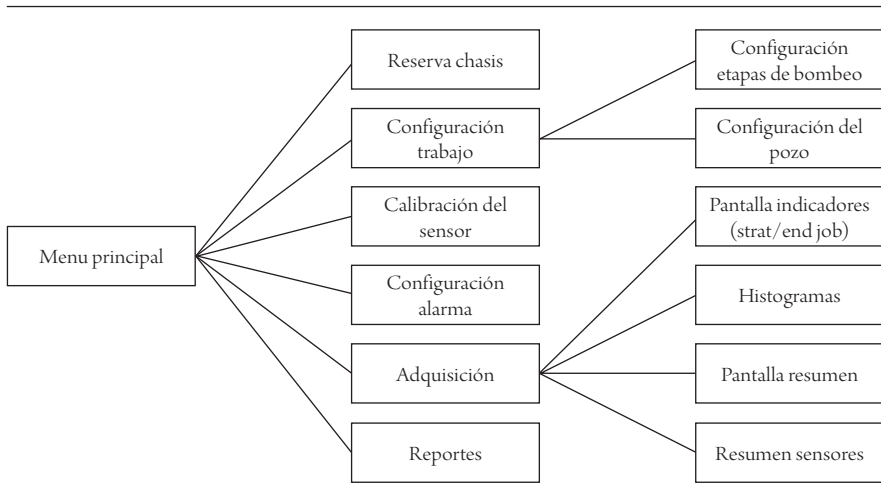 Menu principal
Reserva chasis
Configuración
trabajo
Calibración del
sensor
Configuración
alarma
Adquisición
Reportes
Configuración
etapas de bombeo
Configuración del
pozo
Pantalla indicadores
(strat/end job)
Histogramas
Pantalla resumen
Resumen sensores